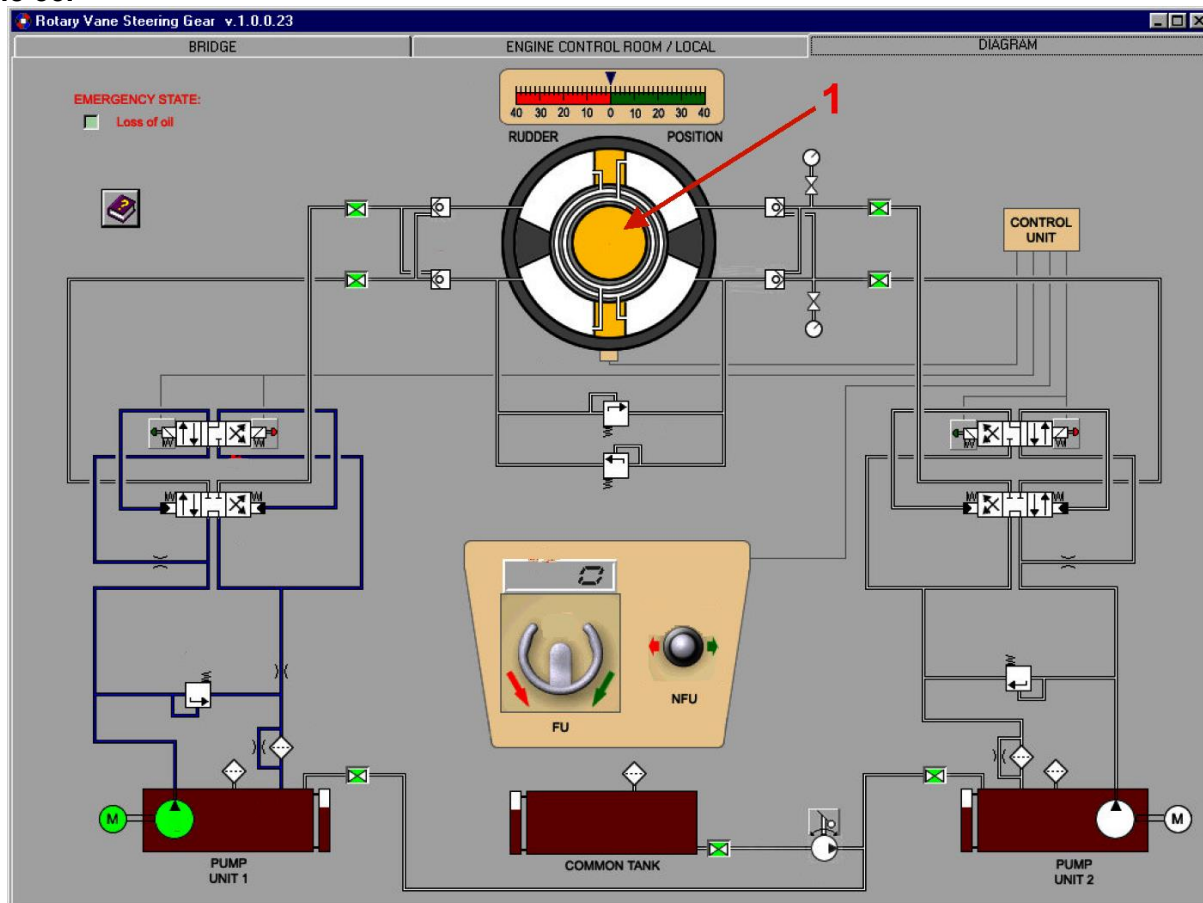 Rotary Vane Steering Gear v.1.0.0.23
BRIDGE
ENGINE CONTROL ROOM / LOCAL
DIAGRAM
EMERGENCY STATE:
Loss of oil
40 30 20 10 0 10 20 30 40
RUDDER POSITION
1
CONTROL
UNIT
0
FU
NFU
M
PUMP
UNIT 1
COMMON TANK
M
PUMP
UNIT 2